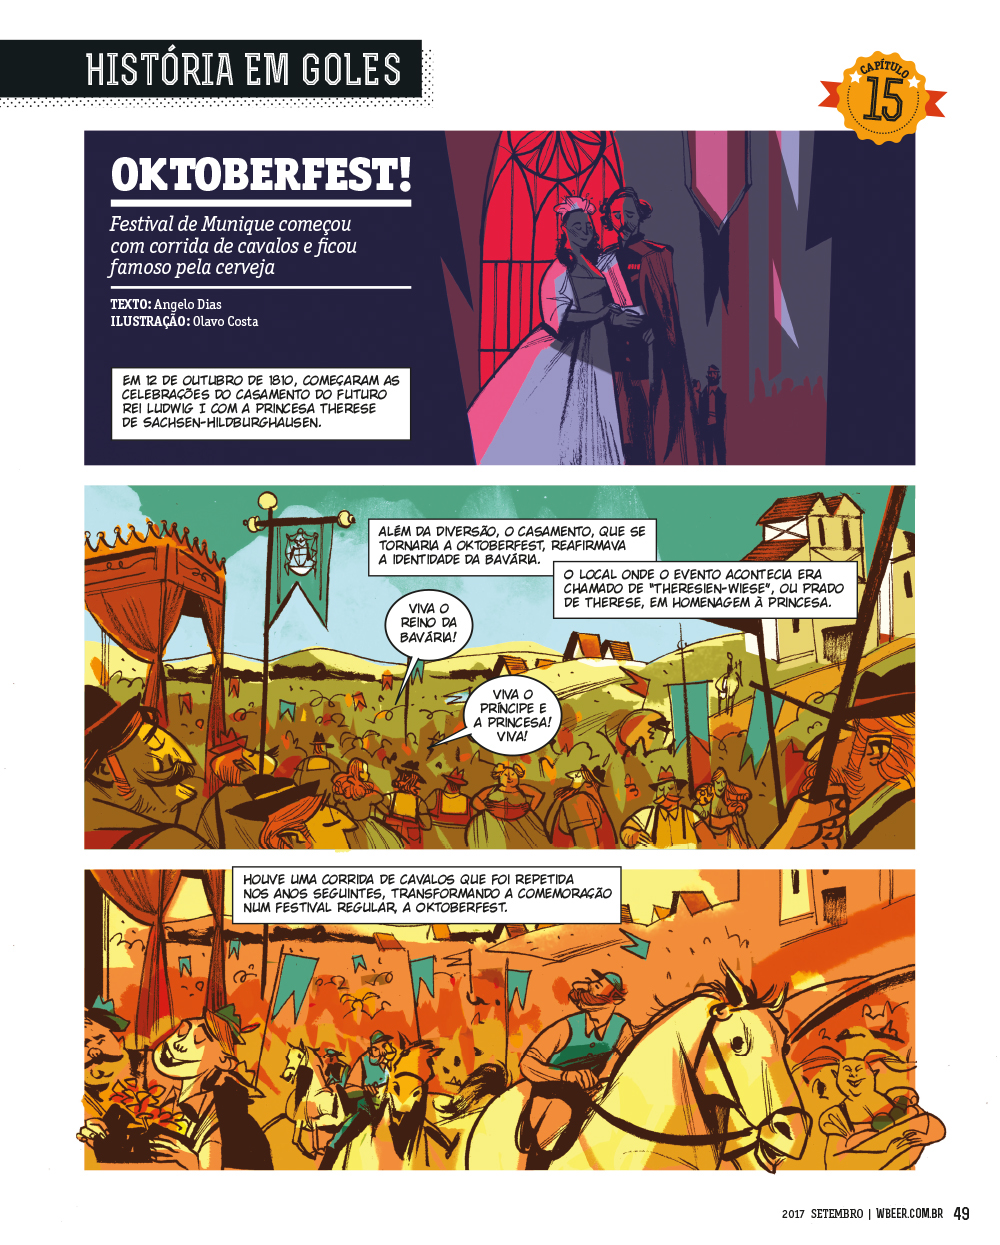 HISTÓRIA EM GOLES
CAPÍTULO
15
OKTOBERFEST!
Festival de Munique começou
com corrida de cavalos e ficou
famoso pela cerveja
TEXTO: Angelo Dias
ILUSTRAÇÃO: Olavo Costa
EM 12 DE OUTUBRO DE 1810, COMEÇARAM AS
CELEBRAÇÕES DO CASAMENTO DO FUTURO
REI LUDWIG I COM A PRINCESA THERESE
DE SACHSEN-HILDBURGHAUSEN.
ALÉM DA DIVERSÃO, O CASAMENTO, QUE SE
TORNARIA A OKTOBERFEST, REAFIRMAVA
A IDENTIDADE DA BAVÁRIA.
O LOCAL ONDE O EVENTO ACONTECIA ERA
CHAMADO DE "THERESIEN-WIESE", OU PRADO
DE THERESE, EM HOMENAGEM À PRINCESA.
VIVA O
REINO DA
BAVÁRIA!
VIVA O
PRÍNCIPE E
A PRINCESA!
VIVA!
HOUVE UMA CORRIDA DE CAVALOS QUE FOI REPETIDA
NOS ANOS SEGUINTES, TRANSFORMANDO A COMEMORAÇÃO
NUM FESTIVAL REGULAR, A OKTOBERFEST.
2017 SETEMBRO | WBEER.COM.BR 49